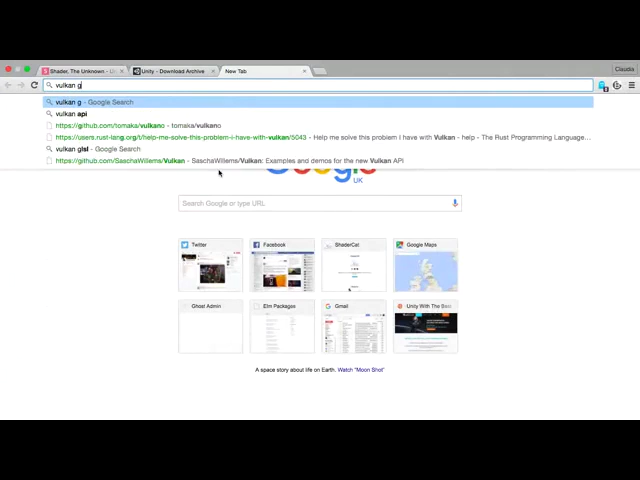 Shader, The Unknown - Un
Unity - Download Archive
New Tab
Claudia
vulkan g
vulkan g - Google Search
vulkan api
https://github.com/tomaka/vulkano - tomaka/vulkano
https://users.rust-lang.org/t/help-me-solve-this-problem-i-have-with-vulkan/5043 - Help me solve this problem I have with Vulkan - help - The Rust Programming Language...
vulkan glsl - Google Search
https://github.com/SaschaWillems/Vulkan - SaschaWillems/Vulkan: Examples and demos for the new Vulkan API
Google
UK
Search Google or type URL
Twitter
Facebook
ShaderCat
Google Maps
Ghost Admin
Elm Packages
Gmail
Unity With The Bea
A space story about life on Earth. Watch "Moon Shot"